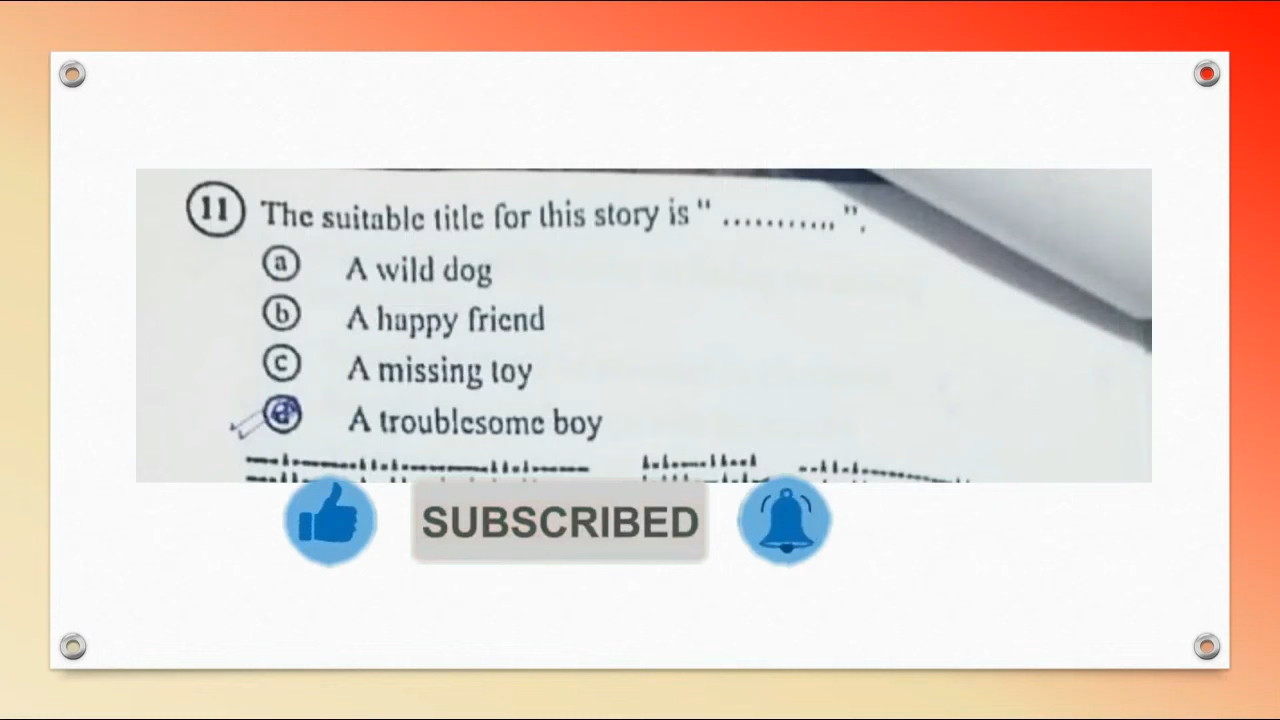 11 The suitable title for this story is " ........... ".
a A wild dog
b A happy friend
c A missing toy
d A troublesome boy
SUBSCRIBED